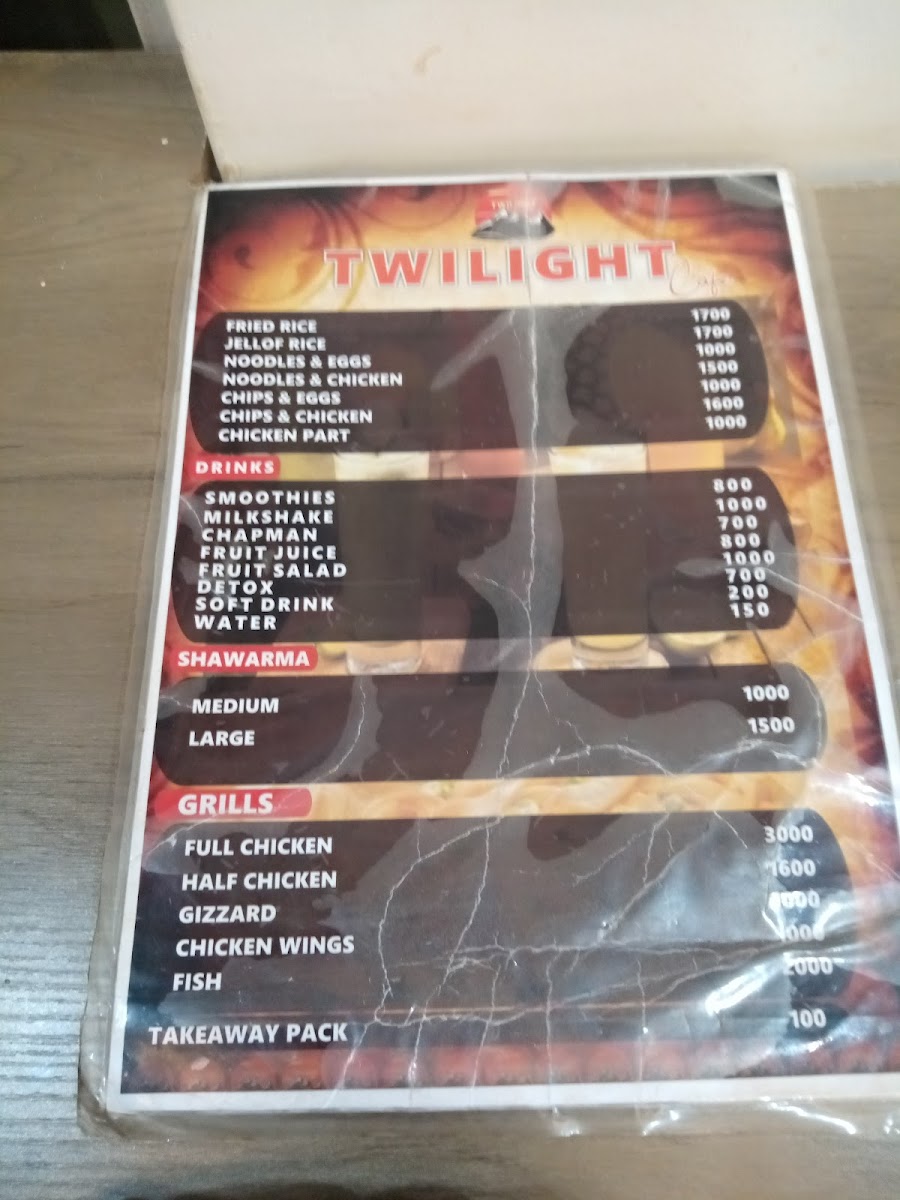 TWILIGHT
TWILIGHT
Cafe
FRIED RICE 1700
JELLOF RICE 1700
NOODLES & EGGS 1000
NOODLES & CHICKEN 1500
CHIPS & EGGS 1000
CHIPS & CHICKEN 1600
CHICKEN PART 1000
DRINKS
SMOOTHIES 800
MILKSHAKE 1000
CHAPMAN 700
FRUIT JUICE 800
FRUIT SALAD 1000
DETOX 700
SOFT DRINK 200
WATER 150
SHAWARMA
MEDIUM 1000
LARGE 1500
GRILLS
FULL CHICKEN 3000
HALF CHICKEN 1600
GIZZARD
CHICKEN WINGS 1000
FISH 2000
TAKEAWAY PACK 100